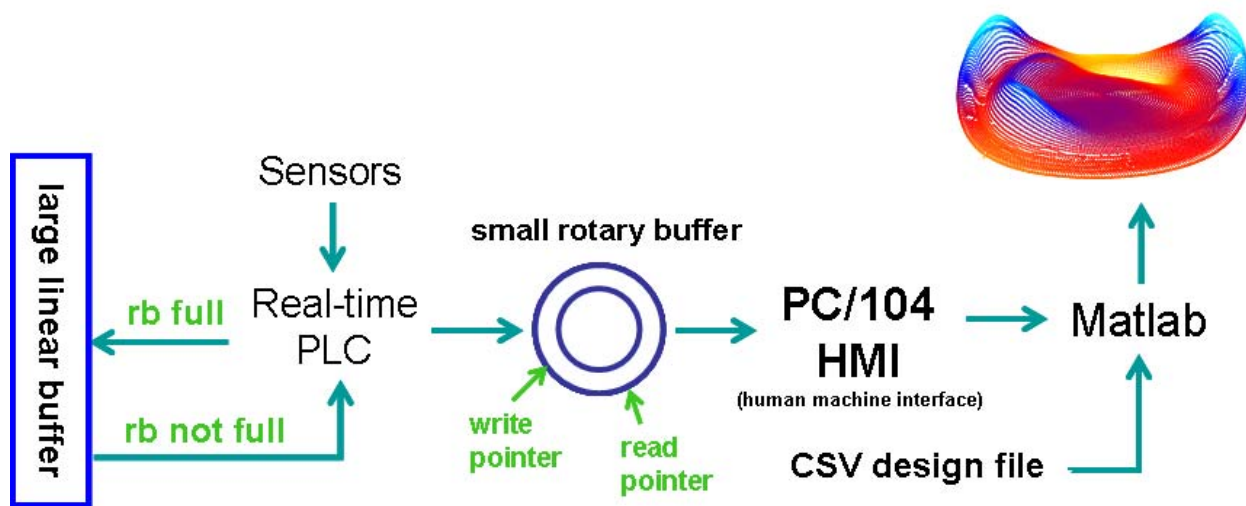 large linear buffer
Sensors
rb full
Real-time
PLC
rb not full
small rotary buffer
write
pointer
read
pointer
PC/104
HMI
(human machine interface)
Matlab
CSV design file